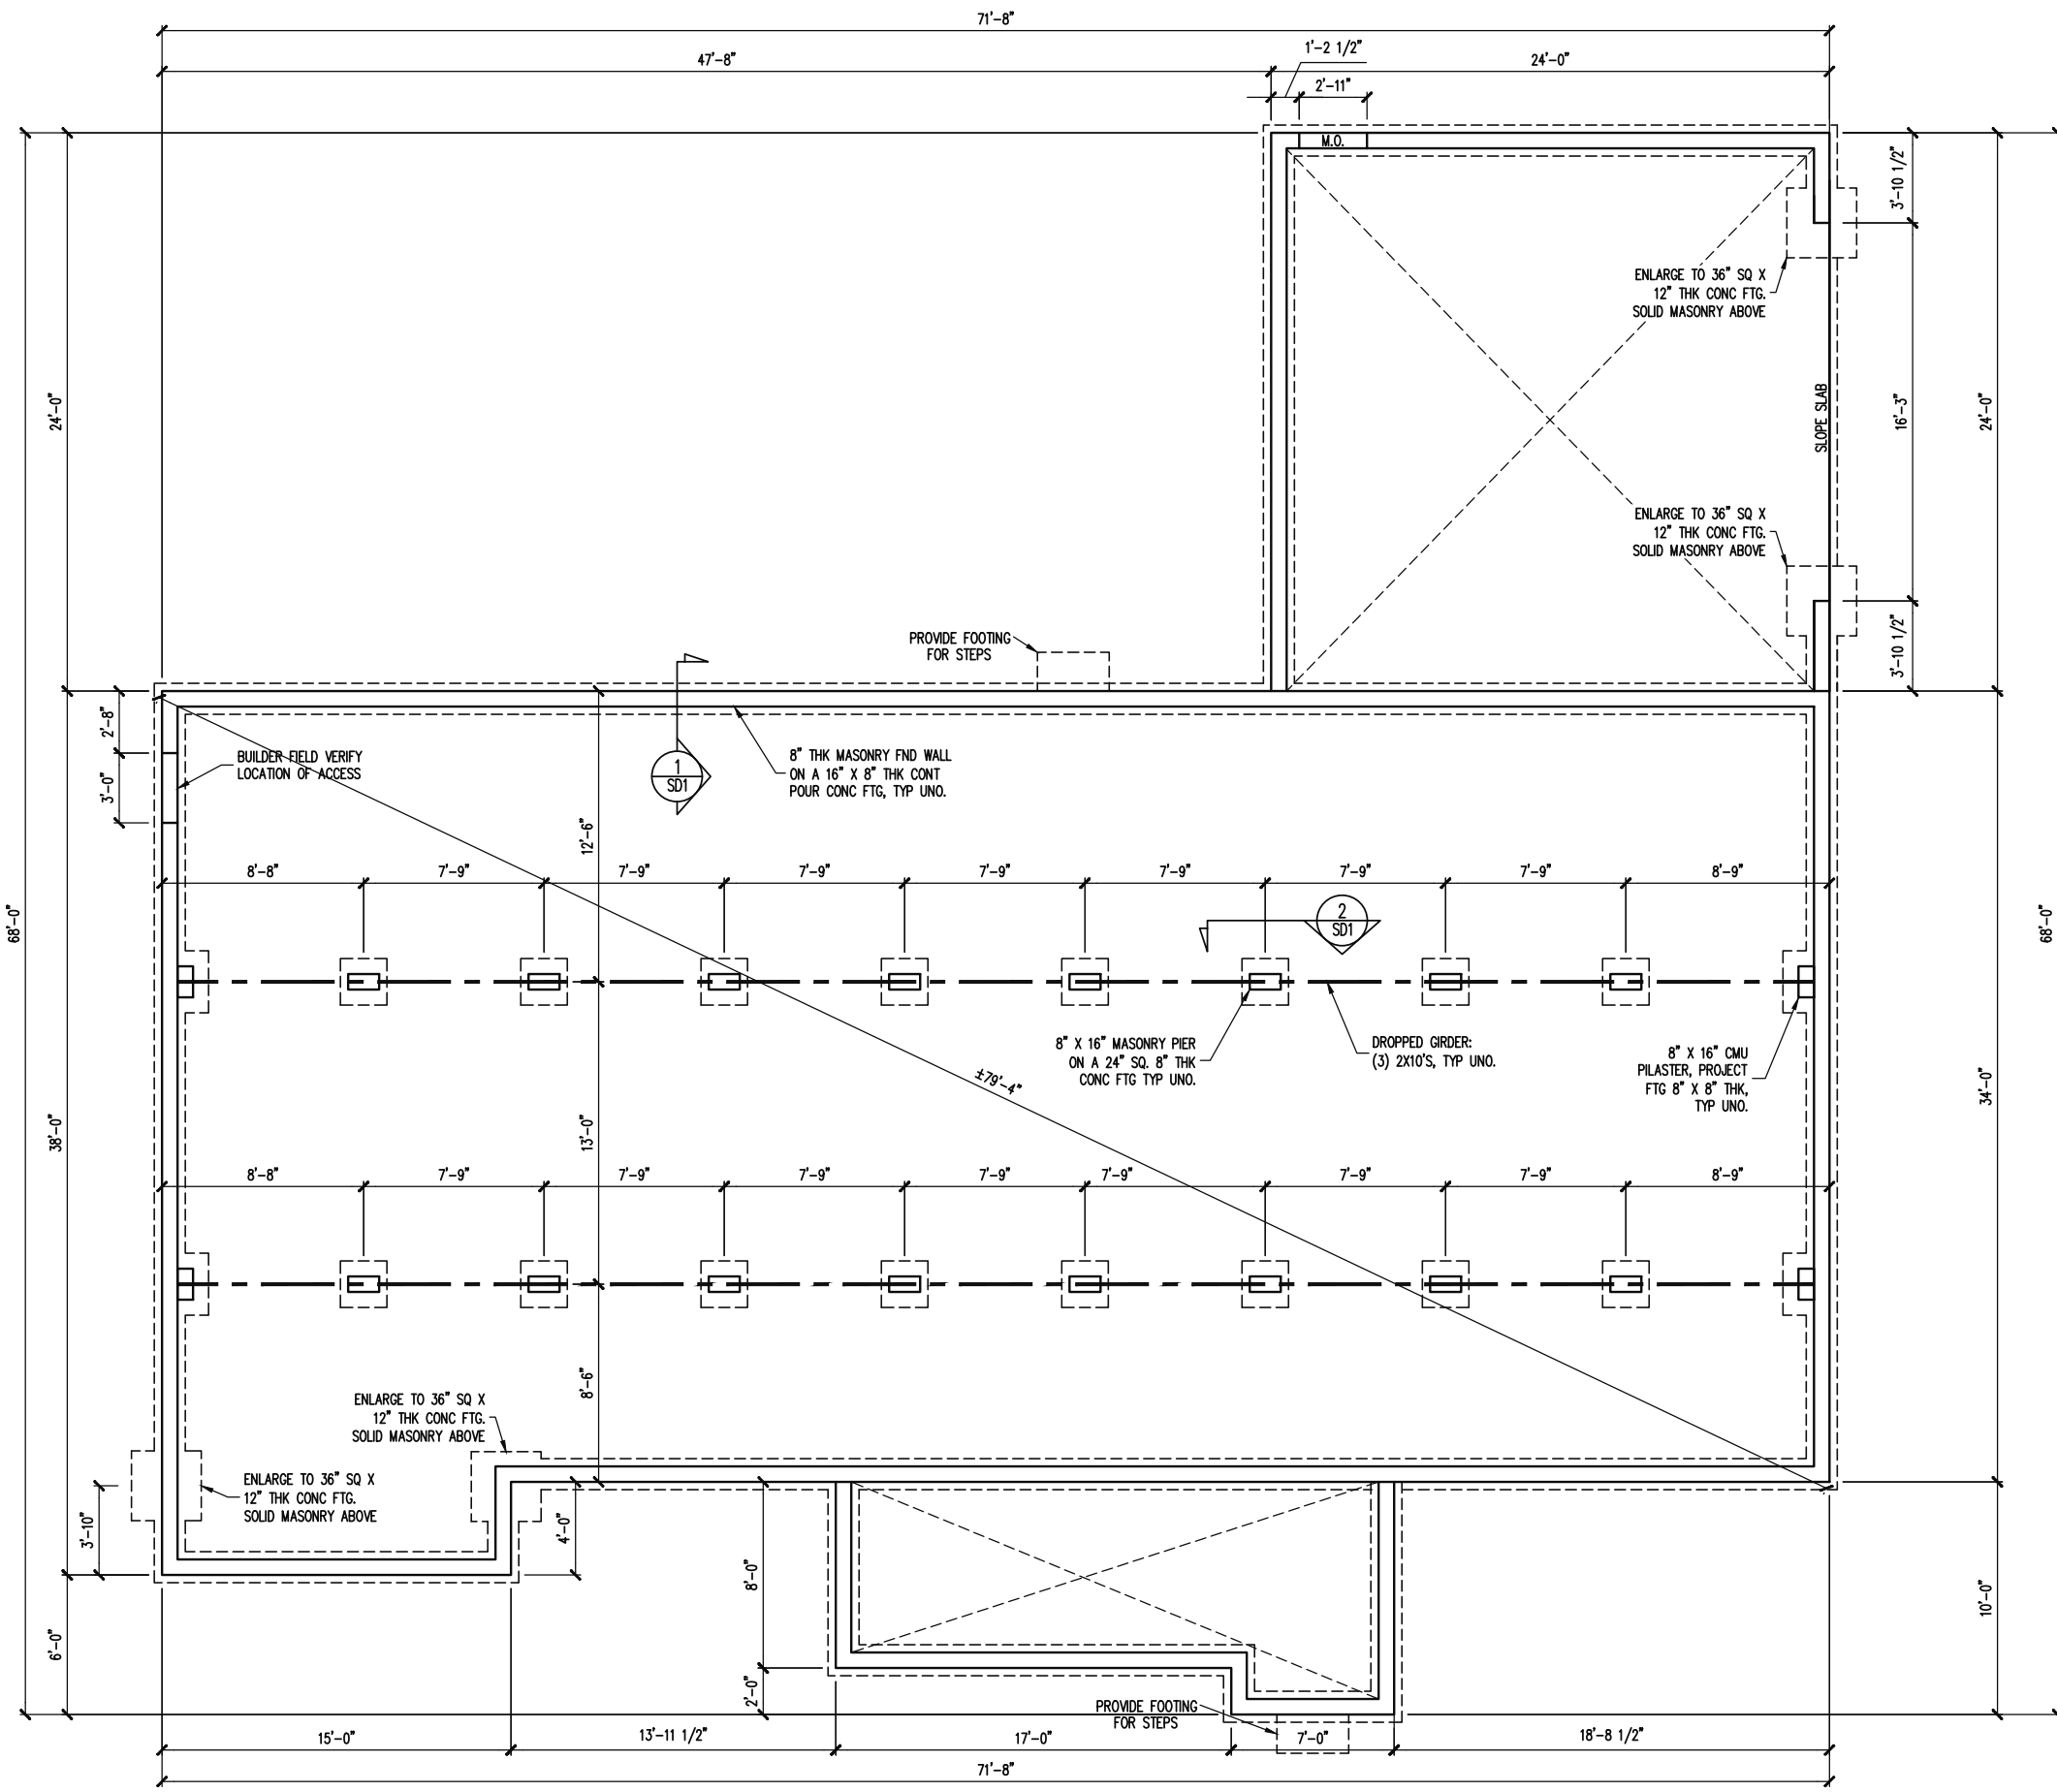 71'-8"
47'-8"
1'-2 1/2"
24'-0"
2'-11"
M.O.
3'-10 1/2"
ENLARGE TO 36" SQ X
12" THK CONC FTG.
SOLID MASONRY ABOVE
24'-0"
SLOPE SLAB
16'-3"
24'-0"
ENLARGE TO 36" SQ X
12" THK CONC FTG.
SOLID MASONRY ABOVE
3'-10 1/2"
PROVIDE FOOTING
FOR STEPS
2'-8"
3'-0"
BUILDER FIELD VERIFY
LOCATION OF ACCESS
1
SD1
8" THK MASONRY FND WALL
ON A 16" X 8" THK CONT
POUR CONC FTG, TYP UNO.
12'-6"
8'-8"
7'-9"
7'-9"
7'-9"
7'-9"
7'-9"
7'-9"
7'-9"
8'-9"
68'-0"
2
SD1
68'-0"
8" X 16" MASONRY PIER
ON A 24" SQ. 8" THK
CONC FTG TYP UNO.
DROPPED GIRDER:
(3) 2X10'S, TYP UNO.
8" X 16" CMU
PILASTER, PROJECT
FTG 8" X 8" THK,
TYP UNO.
±79'-4"
38'-0"
13'-0"
34'-0"
8'-8"
7'-9"
7'-9"
7'-9"
7'-9"
7'-9"
7'-9"
7'-9"
8'-9"
8'-6"
ENLARGE TO 36" SQ X
12" THK CONC FTG.
SOLID MASONRY ABOVE
ENLARGE TO 36" SQ X
12" THK CONC FTG.
SOLID MASONRY ABOVE
3'-10"
4'-0"
8'-0"
6'-0"
2'-0"
10'-0"
PROVIDE FOOTING
FOR STEPS
15'-0"
13'-11 1/2"
17'-0"
7'-0"
18'-8 1/2"
71'-8"